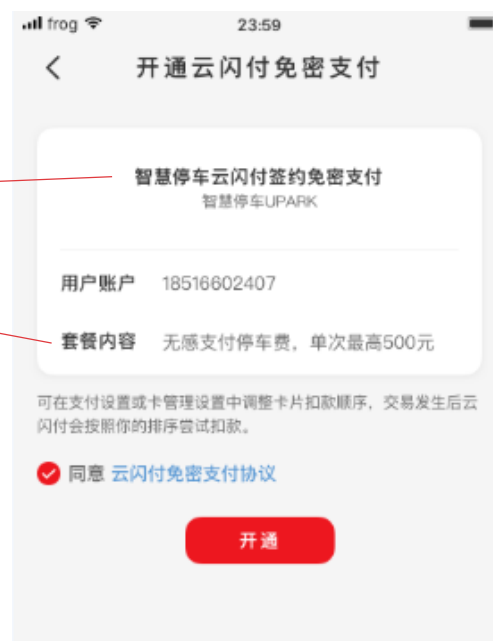 frog
23:59
开通云闪付免密支付
智慧停车云闪付签约免密支付
智慧停车UPARK
用户账户 18516602407
套餐内容 无感支付停车费，单次最高500元
可在支付设置或卡管理设置中调整卡片扣款顺序，交易发生后云
闪付会按照你的排序尝试扣款。
同意 云闪付免密支付协议
开通